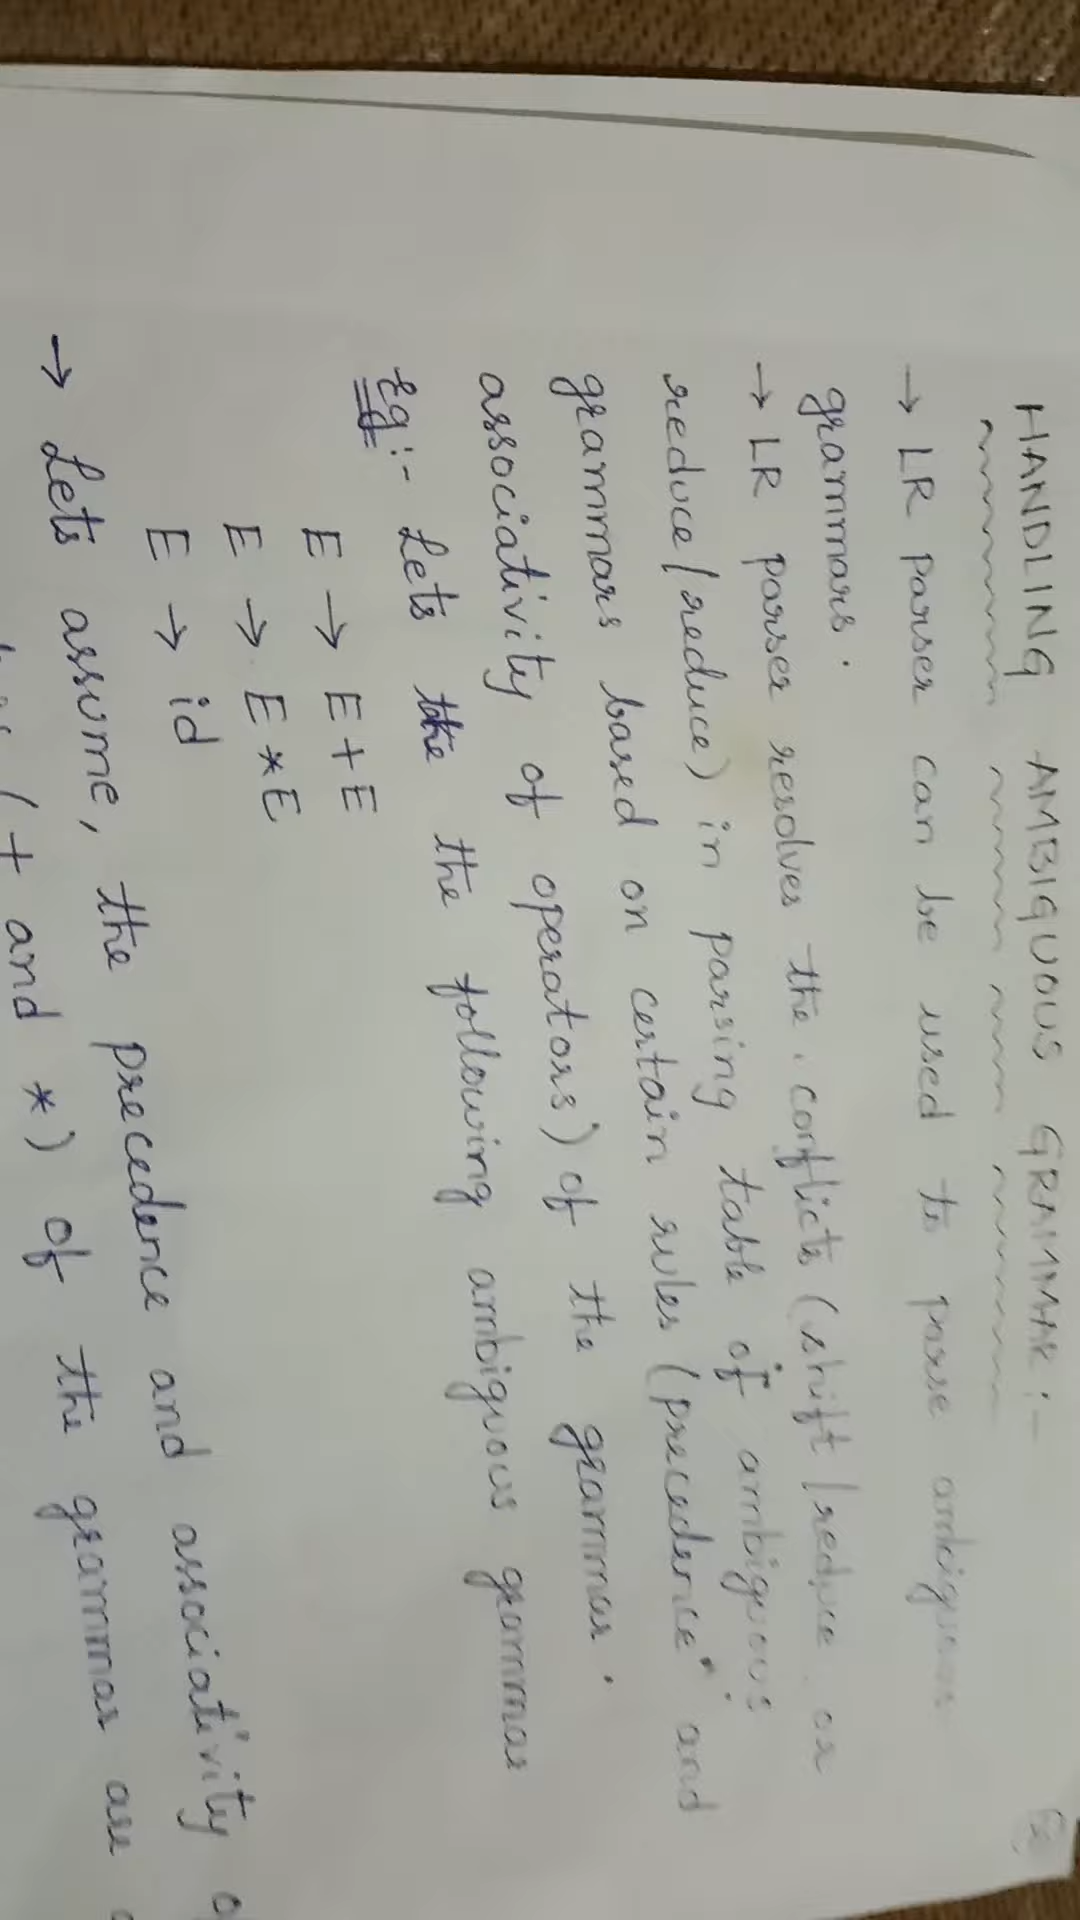 HANDLING AMBIGUOUS GRAMMAR :-
→ LR parser can be used to parse ambiguous
grammars.
→ LR parser resolves the conflicts (shift/reduce or
reduce/reduce) in parsing table of ambiguous
grammars based on certain rules (precedence and
associativity of operators) of the grammar.
Eg:- Lets take the following ambiguous grammar
E → E + E
E → E * E
E → id
→ Lets assume, the precedence and associativity
(+ and *) of the grammar are